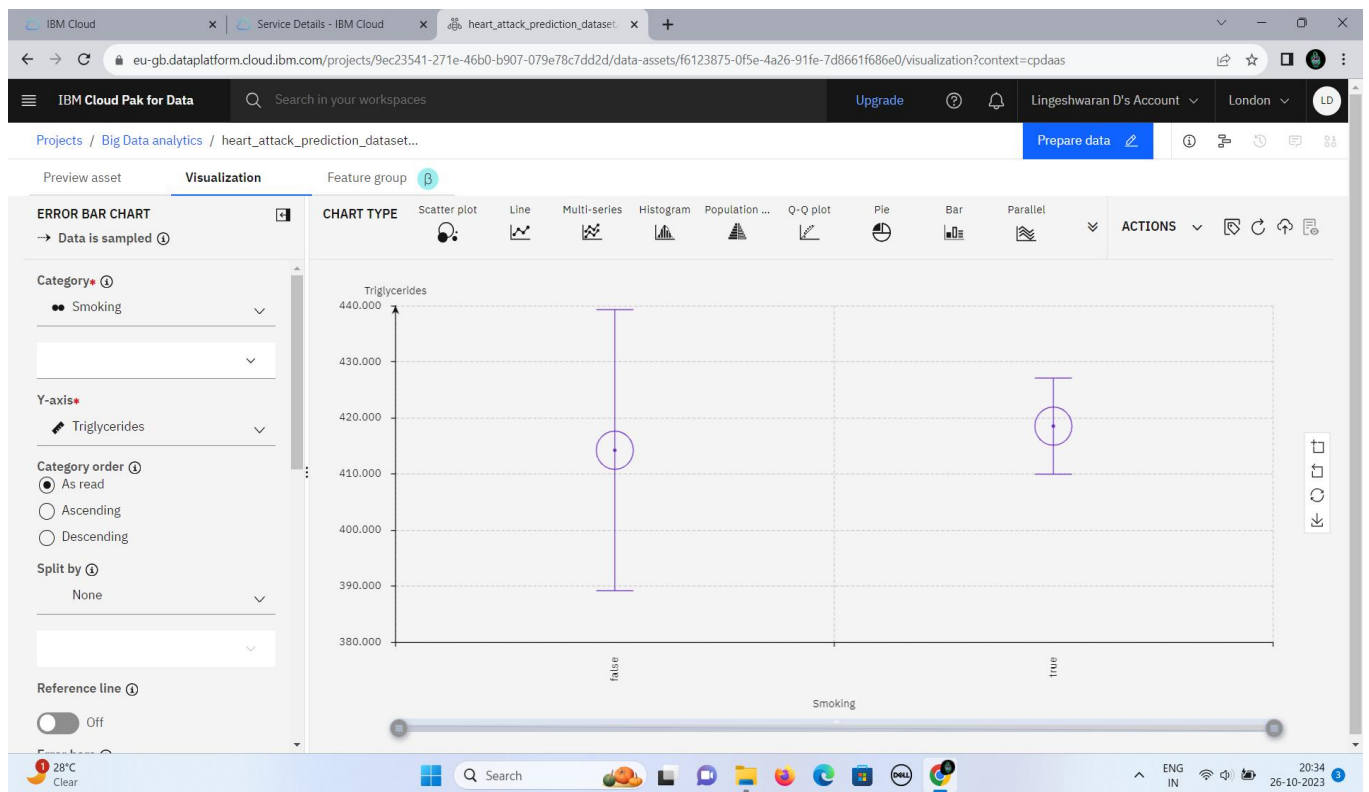 IBM Cloud
Service Details - IBM Cloud
heart_attack_prediction_dataset.
eu-gb.dataplatform.cloud.ibm.com/projects/9ec23541-271e-46b0-b907-079e78c7dd2d/data-assets/f6123875-0f5e-4a26-91fe-7d8661f686e0/visualization?context=cpdaas
IBM Cloud Pak for Data
Search in your workspaces
Upgrade
Lingeshwaran D's Account
London
LD
Projects / Big Data analytics / heart_attack_prediction_dataset...
Prepare data
Preview asset
Visualization
Feature group β
ERROR BAR CHART
Data is sampled
CHART TYPE
Scatter plot
Line
Multi-series
Histogram
Population ...
Q-Q plot
Pie
Bar
Parallel
ACTIONS
Category*
Smoking
Y-axis*
Triglycerides
Category order
As read
Ascending
Descending
Split by
None
Reference line
Off
Triglycerides
440.000
430.000
420.000
410.000
400.000
390.000
380.000
false
true
Smoking
1
28°C
Clear
Search
DELL
ENG
IN
20:34
26-10-2023
3